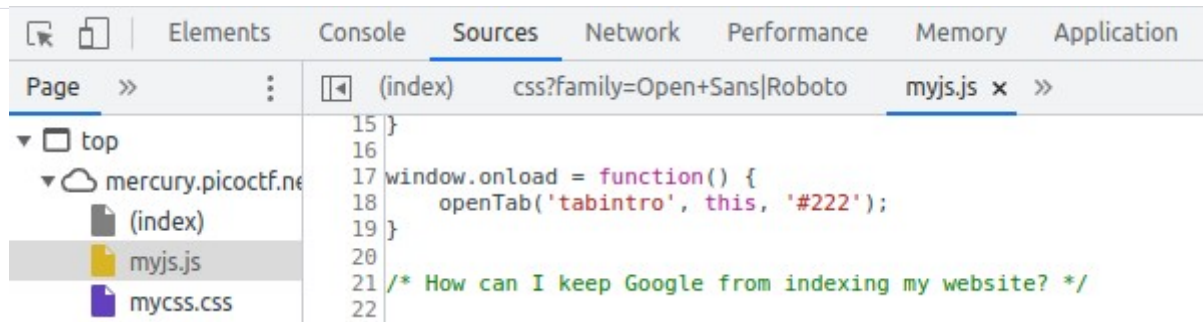 Elements Console Sources Network Performance Memory Application
Page » (index) css?family=Open+Sans|Roboto myjs.js × »
top
mercury.picoctf.ne
(index)
myjs.js
mycss.css
15 }
16
17 window.onload = function() {
18 openTab('tabintro', this, '#222');
19 }
20
21 /* How can I keep Google from indexing my website? */
22